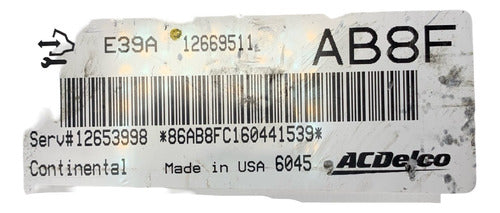 E39A 12669511 AB8F
Serv#12653998 *86AB8FC160441539*
Continental Made in USA 6045 ACDelco